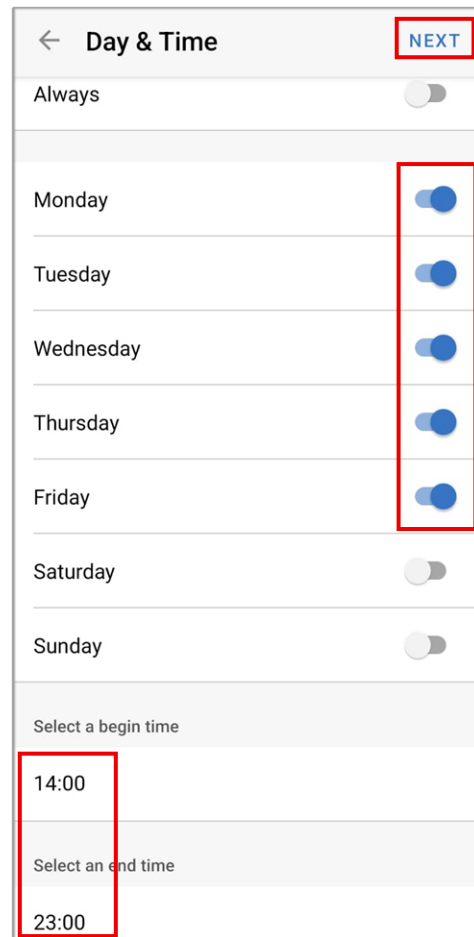 Day & Time NEXT
Always
Monday
Tuesday
Wednesday
Thursday
Friday
Saturday
Sunday
Select a begin time
14:00
Select an end time
23:00